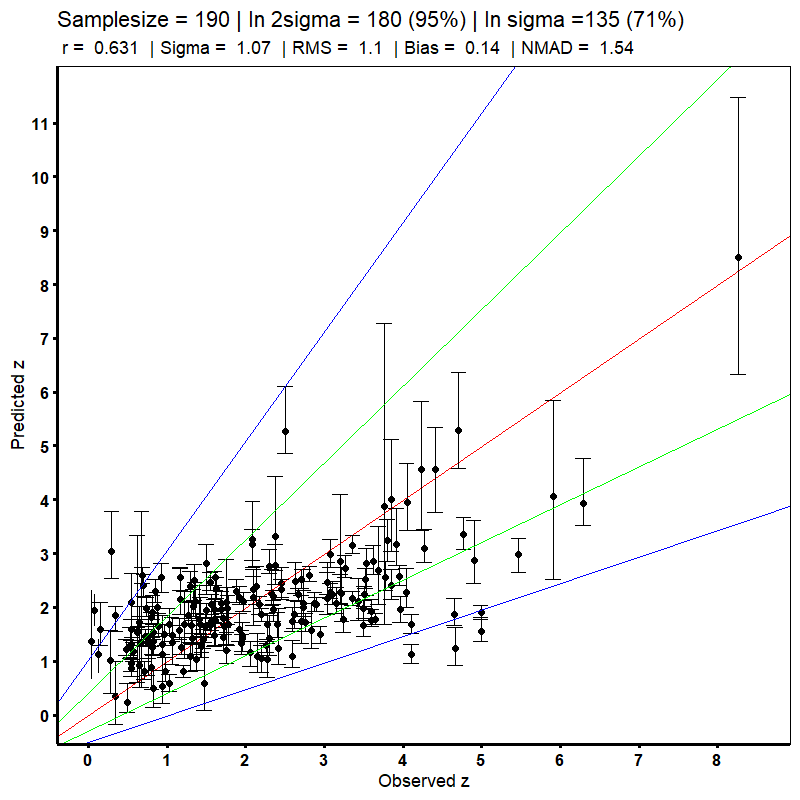 Samplesize = 190 | In 2sigma = 180 (95%) | In sigma =135 (71%)
r = 0.631 | Sigma = 1.07 | RMS = 1.1 | Bias = 0.14 | NMAD = 1.54
11
10
9
8
7
6
5
4
3
2
1
0
Predicted z
0 1 2 3 4 5 6 7 8
Observed z